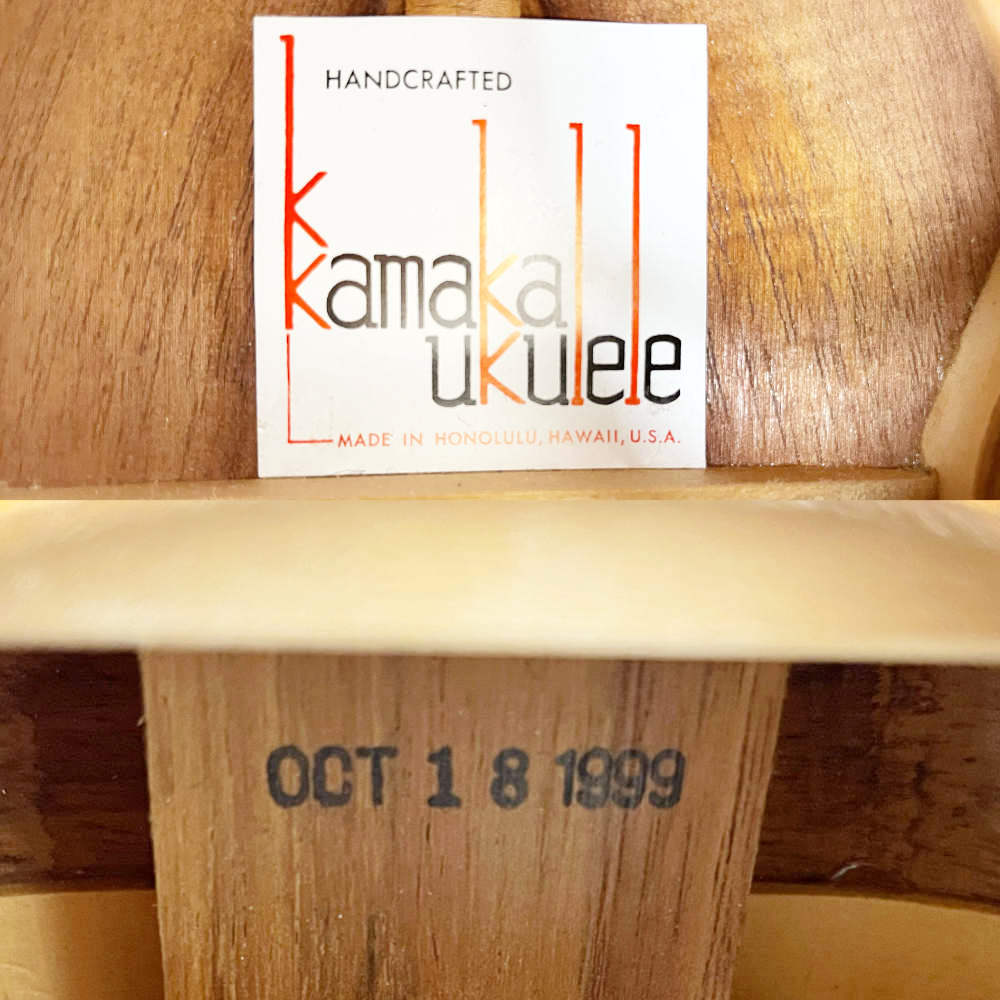 HANDCRAFTED
kamaka
ukulele
MADE IN HONOLULU, HAWAII, U.S.A.
OCT 18 1999